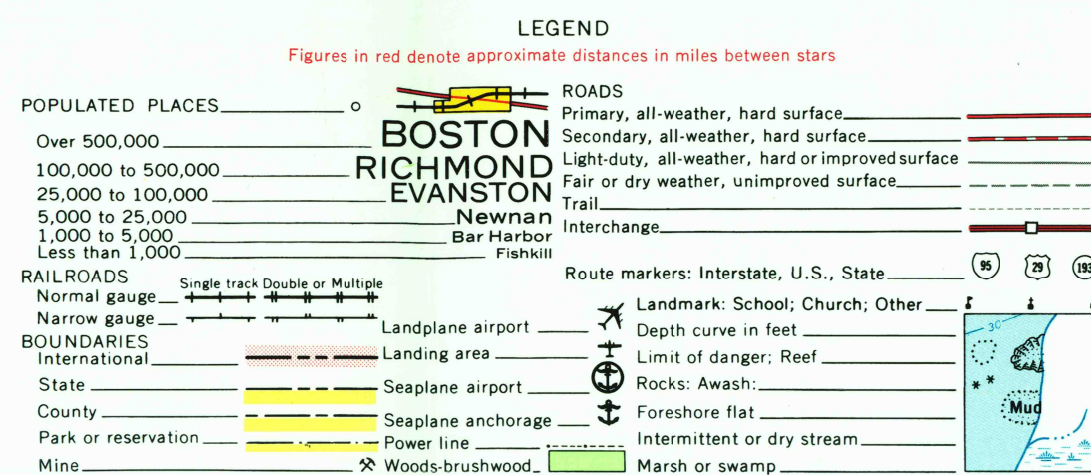 LEGEND
Figures in red denote approximate distances in miles between stars
POPULATED PLACES
Over 500,000 BOSTON
100,000 to 500,000 RICHMOND
25,000 to 100,000 EVANSTON
5,000 to 25,000 Newnan
1,000 to 5,000 Bar Harbor
Less than 1,000 Fishkill
RAILROADS
Single track Double or Multiple
Normal gauge
Narrow gauge
BOUNDARIES
International
State
County
Park or reservation
Mine
Landplane airport
Landing area
Seaplane airport
Seaplane anchorage
Power line
Woods-brushwood
ROADS
Primary, all-weather, hard surface
Secondary, all-weather, hard surface
Light-duty, all-weather, hard or improved surface
Fair or dry weather, unimproved surface
Trail
Interchange
Route markers: Interstate, U.S., State 95 29 193
Landmark: School; Church; Other
Depth curve in feet 30
Limit of danger; Reef
Rocks: Awash:
Foreshore flat Mud
Intermittent or dry stream
Marsh or swamp